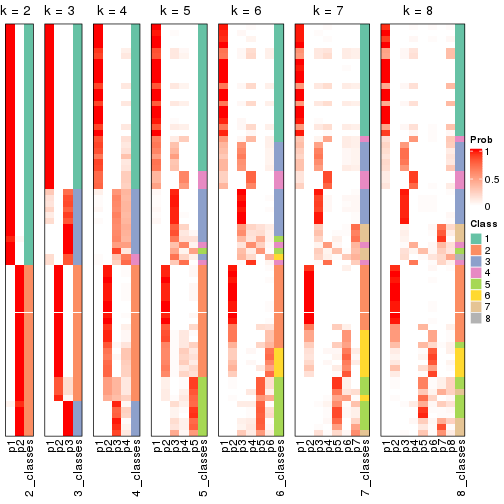 k = 2 k = 3 k = 4 k = 5 k = 6 k = 7 k = 8
Prob
1
0.5
0
Class
1
2
3
4
5
6
7
8
p1 p2 2_classes
p1 p2 p3 3_classes
p1 p2 p3 p4 4_classes
p1 p2 p3 p4 p5 5_classes
p1 p2 p3 p4 p5 p6 6_classes
p1 p2 p3 p4 p5 p6 p7 7_classes
p1 p2 p3 p4 p5 p6 p7 p8 8_classes